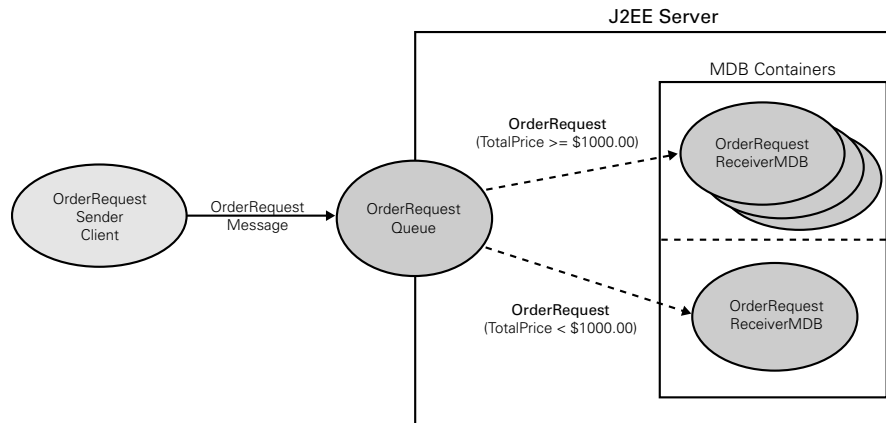 J2EE Server
MDB Containers
OrderRequest
(TotalPrice >= $1000.00)
OrderRequest
ReceiverMDB
OrderRequest
Sender
Client
OrderRequest
Message
OrderRequest
Queue
OrderRequest
(TotalPrice < $1000.00)
OrderRequest
ReceiverMDB